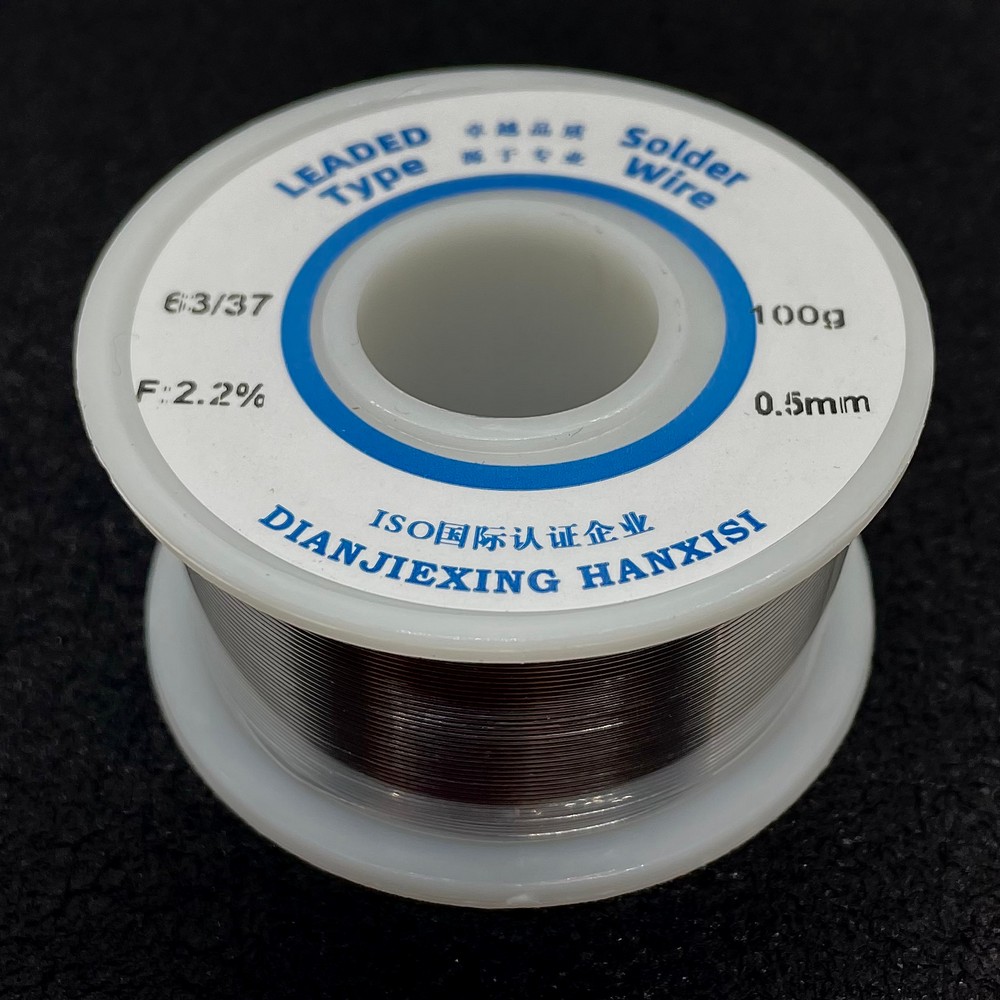 LEADED
Type
卓越品质
源于专业
Solder
Wire
63/37
100g
F:2.2%
0.5mm
ISO国际认证企业
DIANJIEXING HANXISI